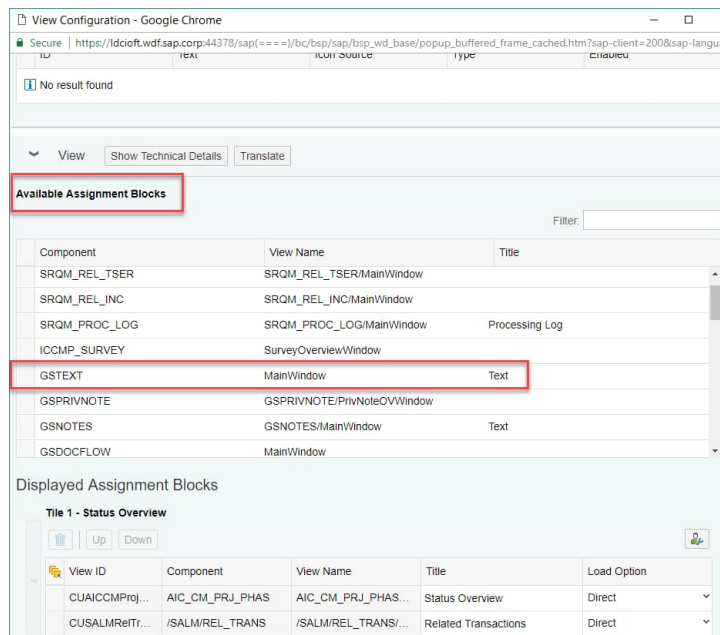 View Configuration - Google Chrome
Secure | https://ldcioft.wdf.sap.corp:44378/sap(====)/bc/bsp/sap/bsp_wd_base/popup_buffered_frame_cached.htm?sap-client=200&sap-langu
ID Text Icon Source Type Enabled
No result found
View Show Technical Details Translate
Available Assignment Blocks
Filter:
Component View Name Title
SRQM_REL_TSER SRQM_REL_TSER/MainWindow
SRQM_REL_INC SRQM_REL_INC/MainWindow
SRQM_PROC_LOG SRQM_PROC_LOG/MainWindow Processing Log
ICCMP_SURVEY SurveyOverviewWindow
GSTEXT MainWindow Text
GSPRIVNOTE GSPRIVNOTE/PrivNoteOVWindow
GSNOTES GSNOTES/MainWindow Text
GSDOCFLOW MainWindow
Displayed Assignment Blocks
Tile 1 - Status Overview
Up Down
View ID Component View Name Title Load Option
CUAICCMProj... AIC_CM_PRJ_PHAS AIC_CM_PRJ_PHAS... Status Overview Direct
CUSALMRelTr... /SALM/REL_TRANS /SALM/REL_TRANS/... Related Transactions Direct